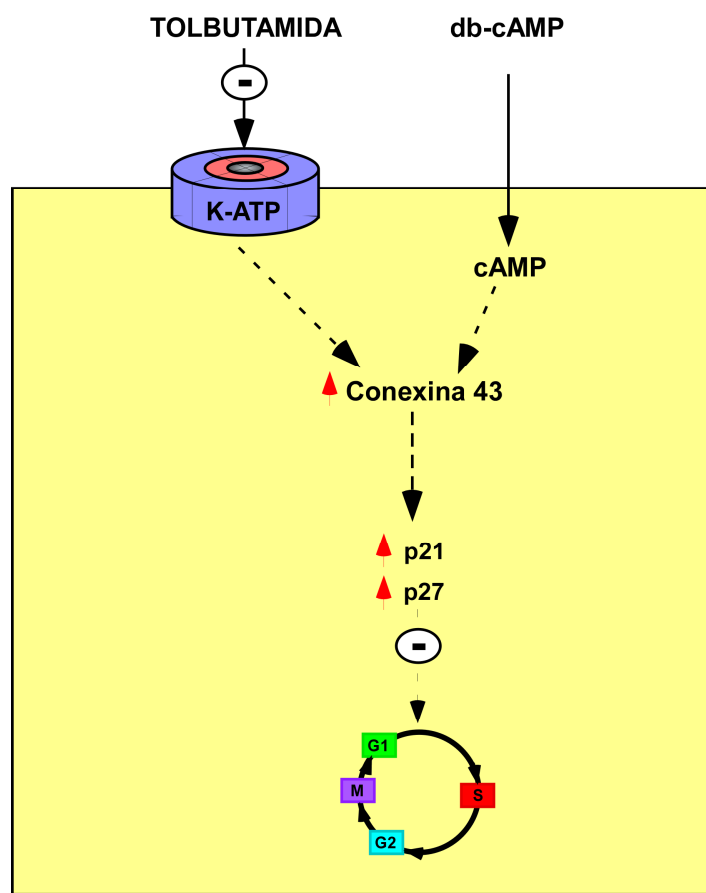 TOLBUTAMIDA
db-cAMP
-
K-ATP
cAMP
Conexina 43
p21
p27
-
G1
M
S
G2